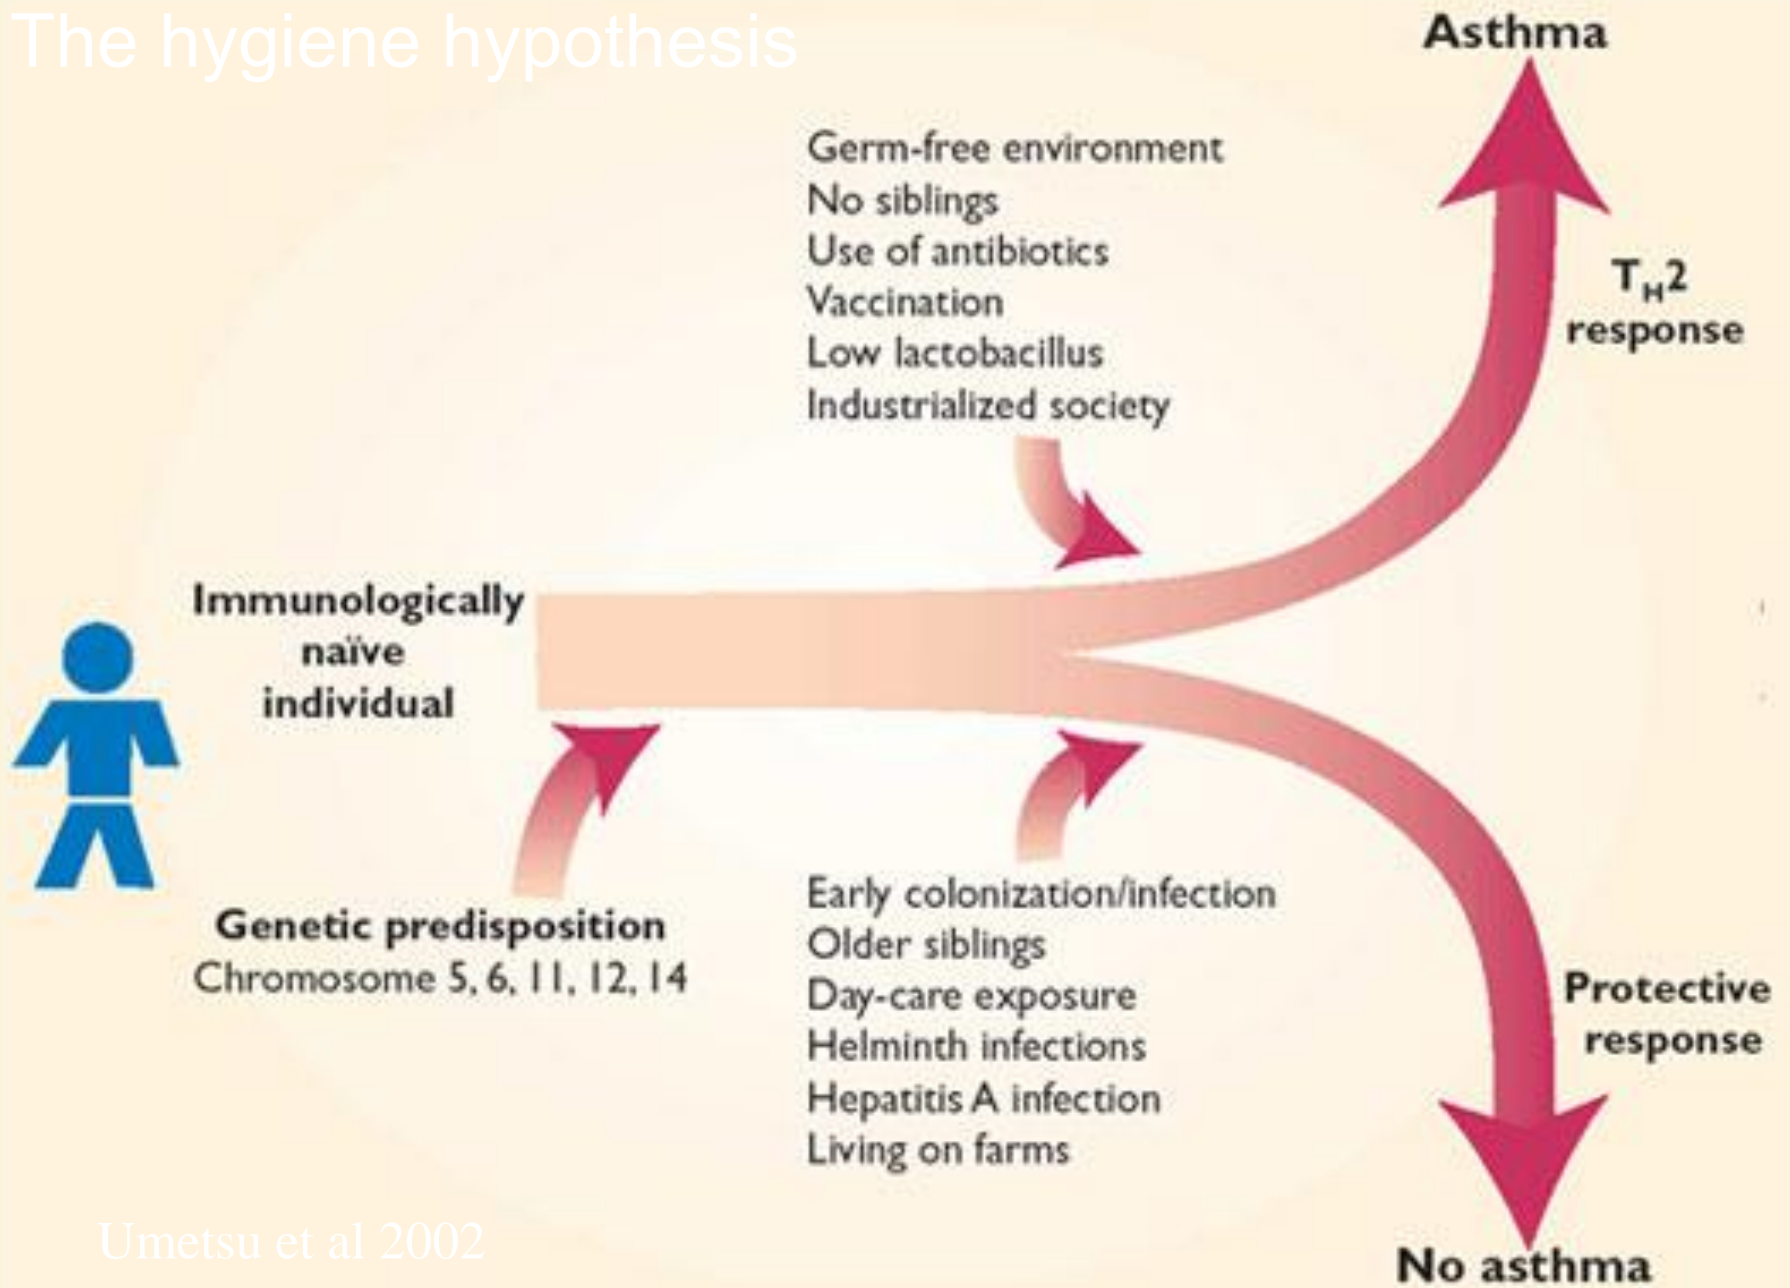 The hygiene hypothesis
Asthma
Germ-free environment
No siblings
Use of antibiotics
Vaccination
Low lactobacillus
Industrialized society
TH2
response
Immunologically
naïve
individual
Genetic predisposition
Chromosome 5, 6, 11, 12, 14
Early colonization/infection
Older siblings
Day-care exposure
Helminth infections
Hepatitis A infection
Living on farms
Protective
response
No asthma
Umetsu et al 2002